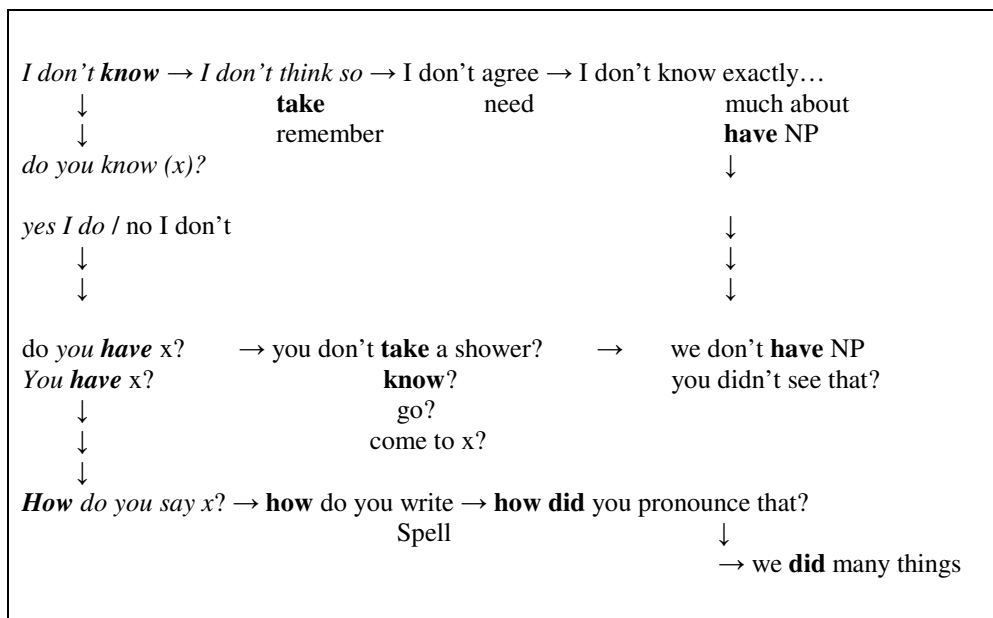 I don't know → I don't think so → I don't agree → I don't know exactly…
↓ take need much about
↓ remember have NP
do you know (x)? ↓
yes I do / no I don't ↓
↓ ↓
↓ ↓
do you have x? → you don't take a shower? → we don't have NP
You have x? know? you didn't see that?
↓ go?
↓ come to x?
↓
How do you say x? → how do you write → how did you pronounce that?
Spell ↓
→ we did many things